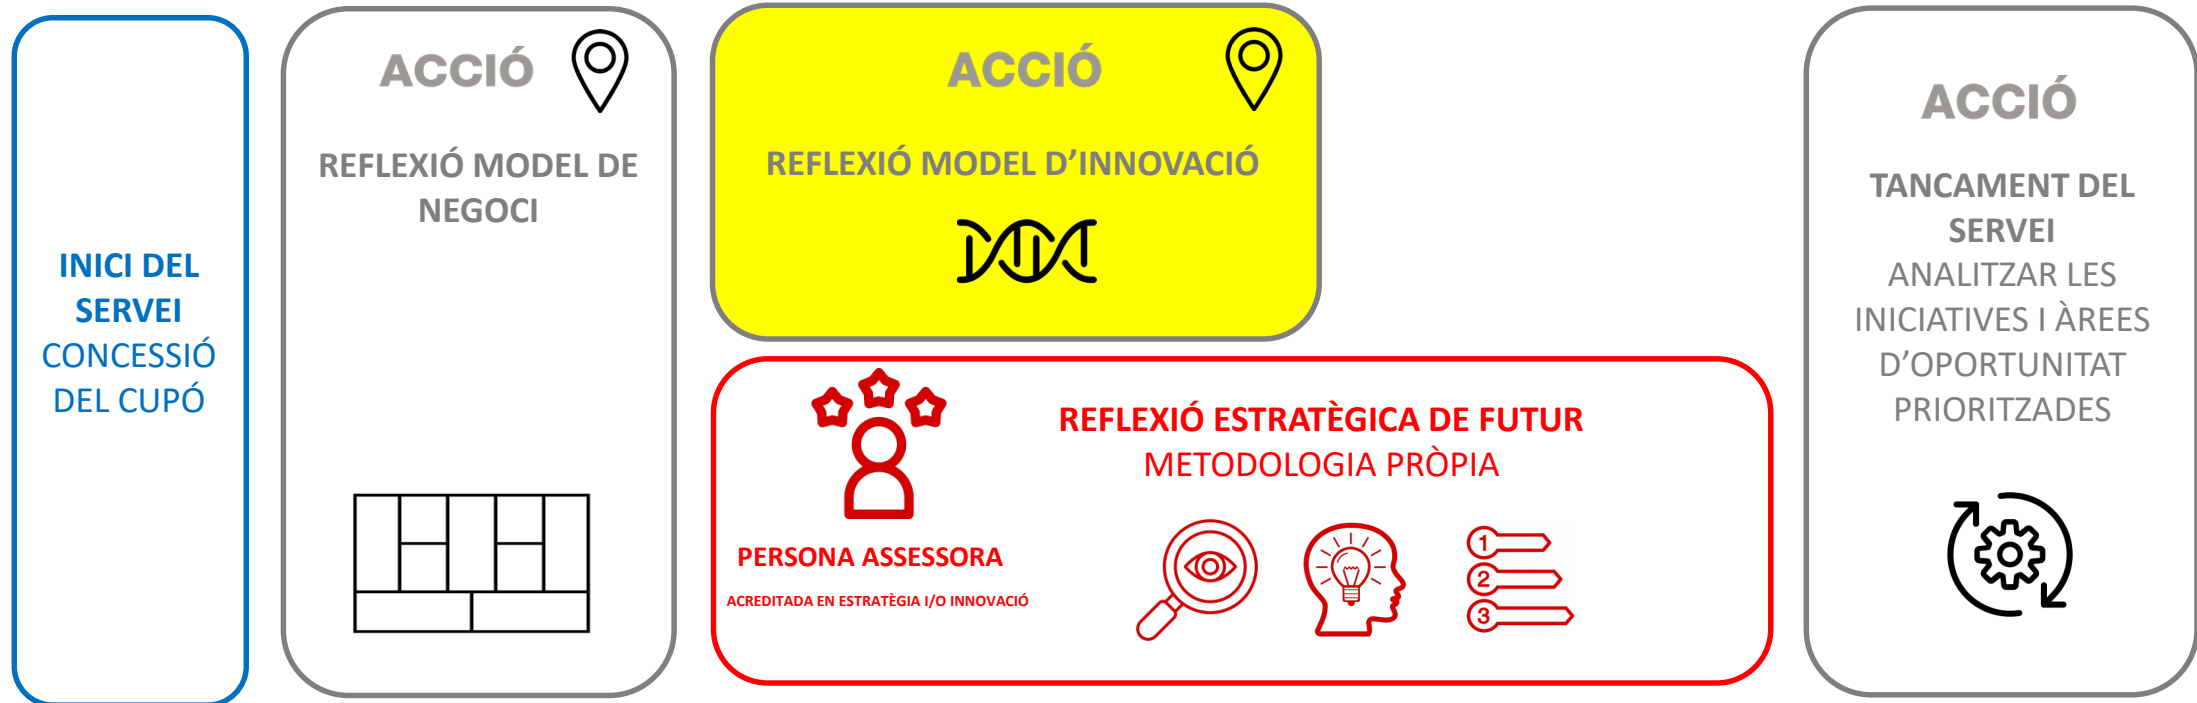 INICI DEL
SERVEI
CONCESSIÓ
DEL CUPÓ
ACCIÓ
REFLEXIÓ MODEL DE
NEGOCI
ACCIÓ
REFLEXIÓ MODEL D’INNOVACIÓ
PERSONA ASSESSORA
ACREDITADA EN ESTRATÈGIA I/O INNOVACIÓ
REFLEXIÓ ESTRATÈGICA DE FUTUR
METODOLOGIA PRÒPIA
1
2
3
ACCIÓ
TANCAMENT DEL
SERVEI
ANALITZAR LES
INICIATIVES I ÀREES
D’OPORTUNITAT
PRIORITZADES